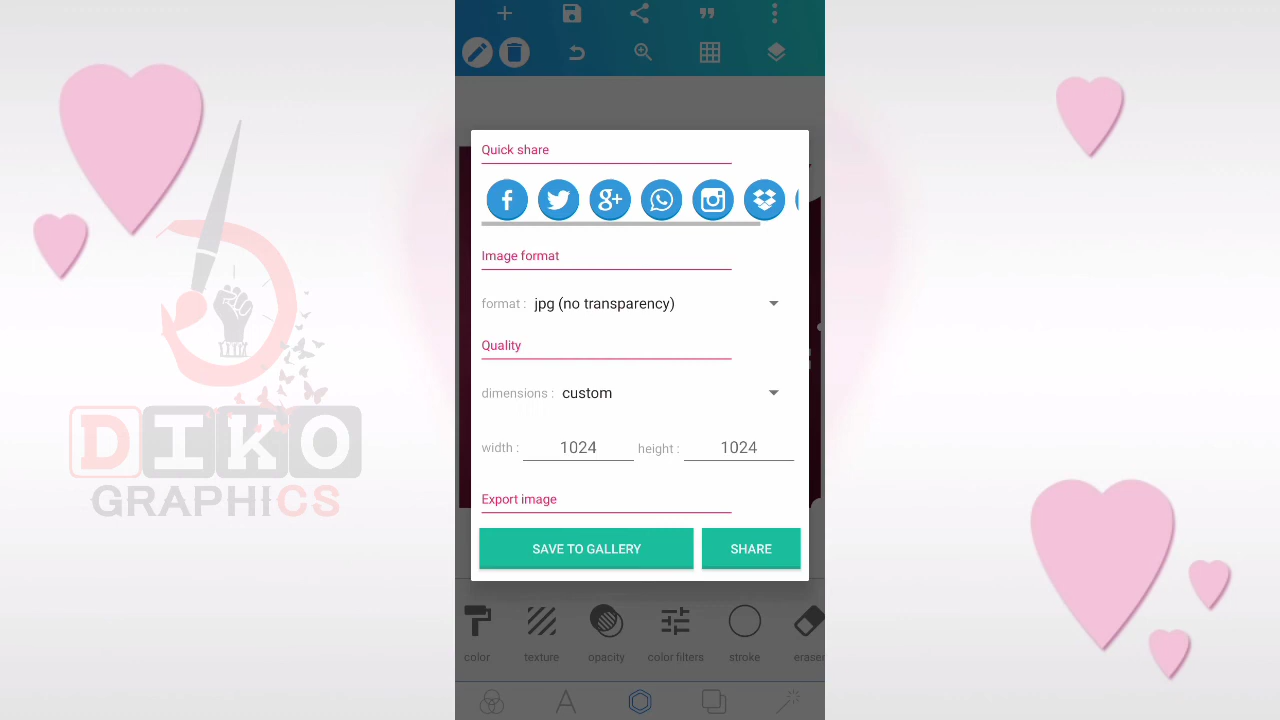 Quick share
Image format
format : jpg (no transparency)
Quality
dimensions : custom
width : 1024 height : 1024
Export image
SAVE TO GALLERY SHARE
color texture opacity color filters stroke eraser
DIKO
GRAPHICS